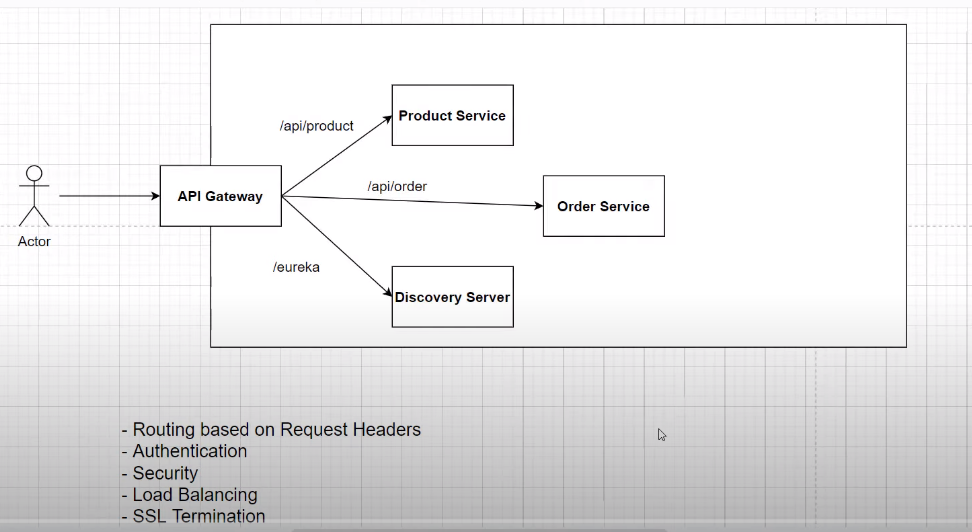 /api/product
Product Service
/api/order
API Gateway
Order Service
Actor
/eureka
Discovery Server
- Routing based on Request Headers
- Authentication
- Security
- Load Balancing
- SSL Termination